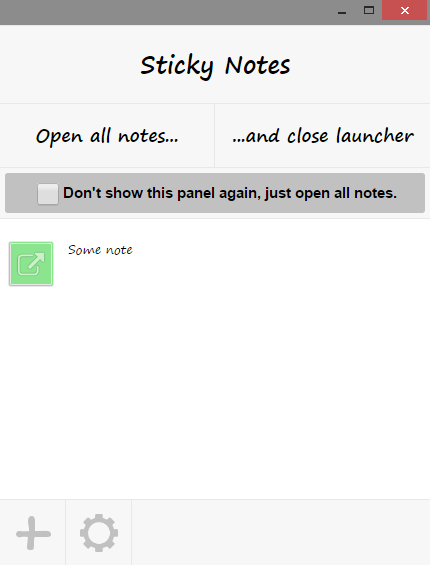 Sticky Notes
Open all notes...
...and close launcher
Don't show this panel again, just open all notes.
Some note